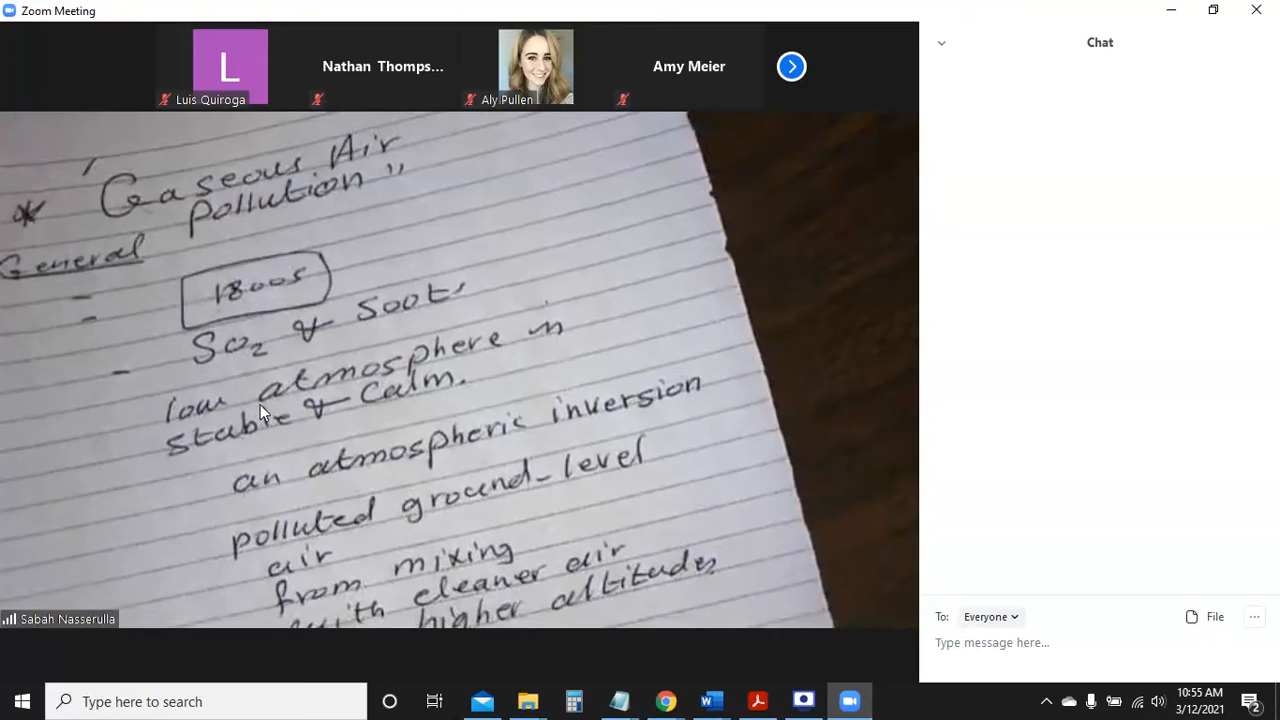 Zoom Meeting
L
Luis Quiroga
Nathan Thomps...
Aly Pullen
Amy Meier
Chat
* "Gaseous Air
Pollution"
General
- 1800s
-
- SO2 & Soot.
low atmosphere is
stable & Calm.
an atmospheric inversion
polluted ground-level
air
from mixing
with cleaner air
higher altitudes
Sabah Nasserulla
To: Everyone
File
...
Type message here...
Type here to search
10:55 AM
3/12/2021
2